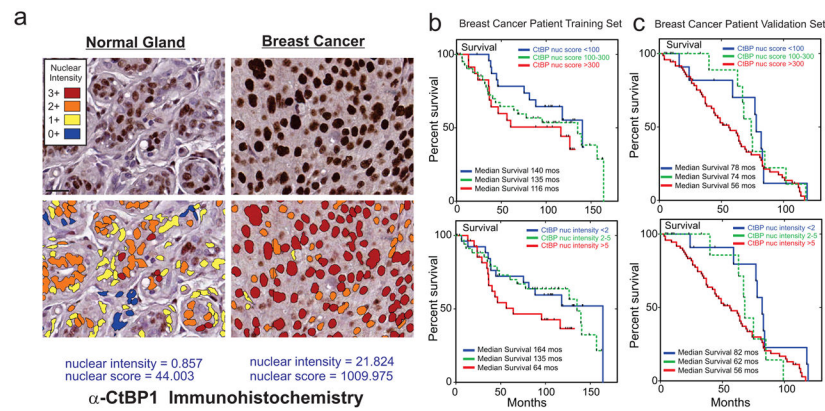 a
Normal Gland
Breast Cancer
Nuclear
Intensity
3+
2+
1+
0+
nuclear intensity = 0.857
nuclear score = 44.003
nuclear intensity = 21.824
nuclear score = 1009.975
α-CtBP1 Immunohistochemistry
b
Breast Cancer Patient Training Set
Survival
CtBP nuc score <100
CtBP nuc score 100-300
CtBP nuc score >300
Percent survival
100
50
0
Median Survival 140 mos
Median Survival 135 mos
Median Survival 116 mos
0
50
100
150
Survival
CtBP nuc intensity <2
CtBP nuc intensity 2-5
CtBP nuc intensity >5
Percent survival
100
50
0
Median Survival 164 mos
Median Survival 135 mos
Median Survival 64 mos
0
50
100
150
Months
c
Breast Cancer Patient Validation Set
Survival
CtBP nuc score <100
CtBP nuc score 100-300
CtBP nuc score >300
Percent survival
100
50
0
Median Survival 78 mos
Median Survival 74 mos
Median Survival 56 mos
0
50
100
Survival
CtBP nuc intensity <2
CtBP nuc intensity 2-5
CtBP nuc intensity >5
Percent survival
100
50
0
Median Survival 82 mos
Median Survival 62 mos
Median Survival 56 mos
0
50
100
Months